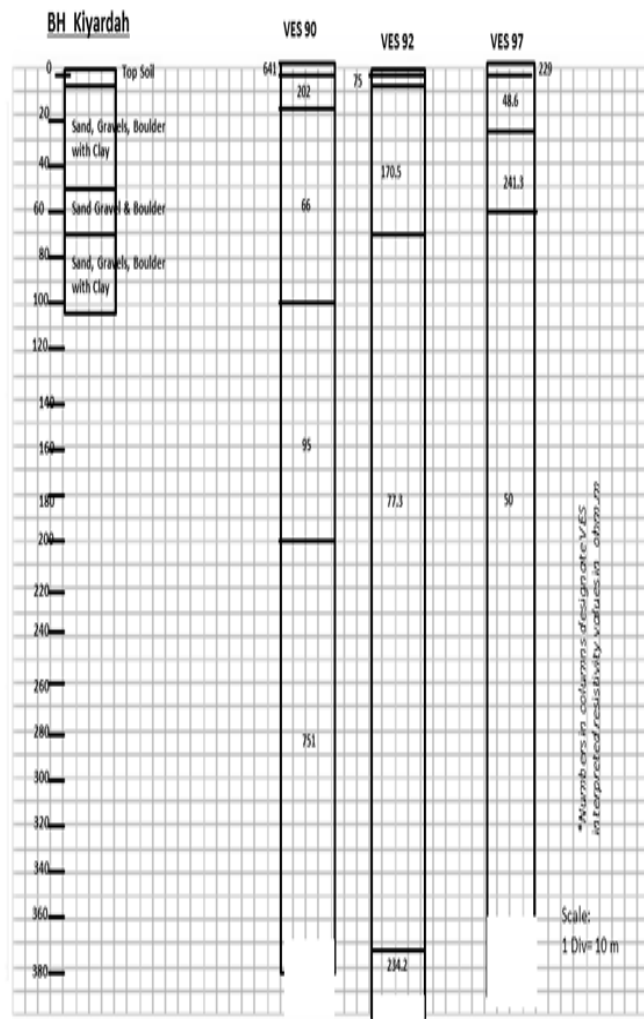 BH Kiyardah
VES 90
VES 92
VES 97
0
20
40
60
80
100
120
140
160
180
200
220
240
260
280
300
320
340
360
380
Top Soil
Sand, Gravels, Boulder
with Clay
Sand Gravel & Boulder
Sand, Gravels, Boulder
with Clay
641
202
66
95
751
75
170.5
77.3
234.2
229
48.6
241.3
50
*Numbers in columns designate VES
interpreted resistivity values in ohm.m
Scale:
1 Div= 10 m